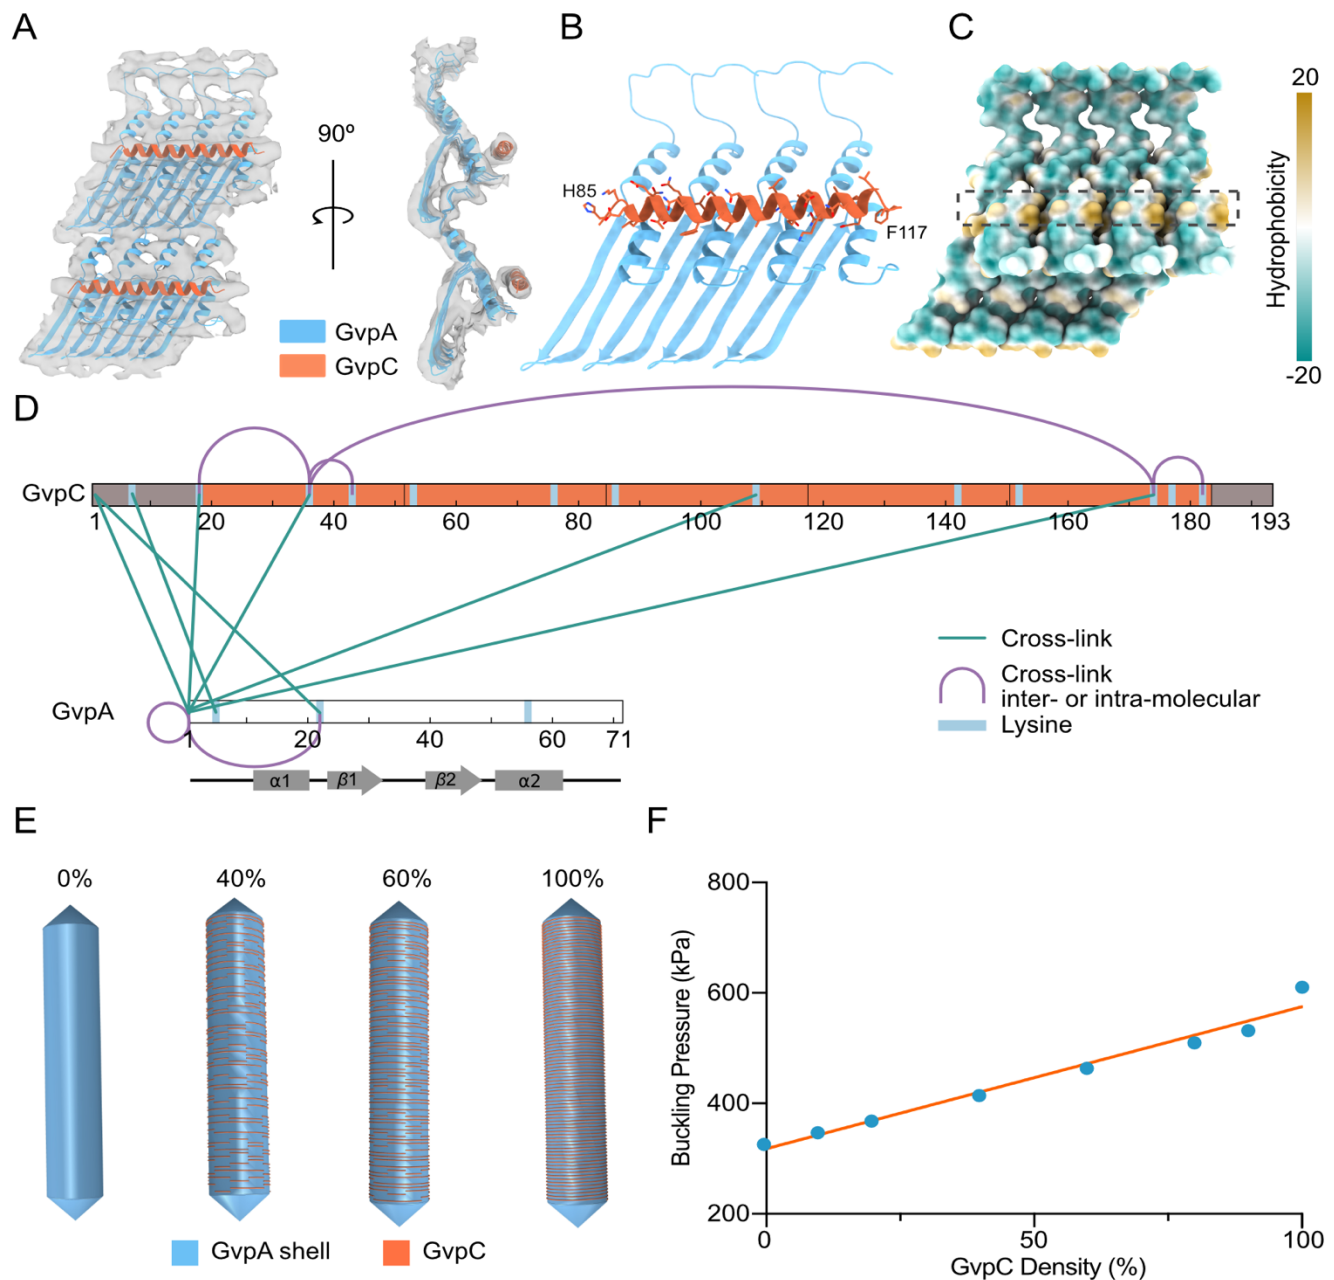 A
B
C
90º
H85
F117
GvpA
GvpC
20
-20
Hydrophobicity
D
GvpC
1 20 40 60 80 100 120 140 160 180 193
GvpA
1 20 40 60 71
α1 β1 β2 α2
Cross-link
Cross-link
inter- or intra-molecular
Lysine
E
0% 40% 60% 100%
GvpA shell GvpC
F
Buckling Pressure (kPa)
800
600
400
200
0 50 100
GvpC Density (%)